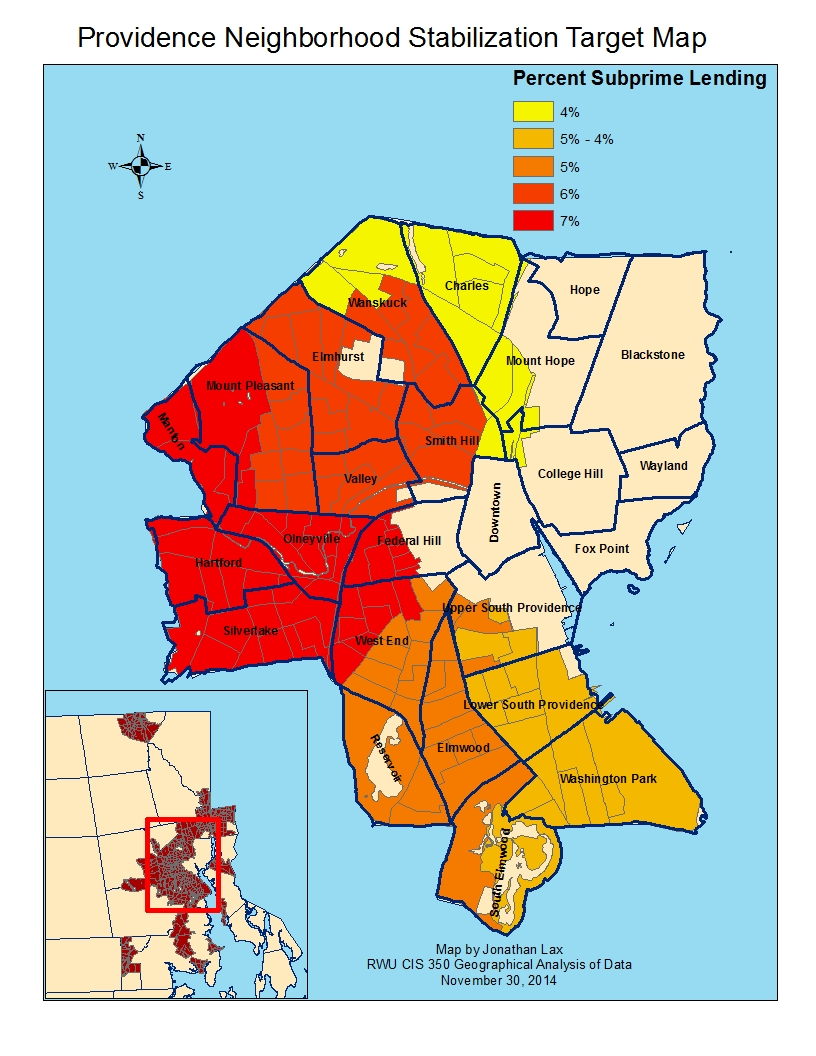 Providence Neighborhood Stabilization Target Map
Percent Subprime Lending
4%
5% - 4%
5%
6%
7%
N
W
E
S
Hope
Charles
Wanskuck
Blackstone
Elmhurst
Mount Hope
Mount Pleasant
Manton
Smith Hill
Wayland
College Hill
Valley
Downtown
Olneyville
Federal Hill
Fox Point
Hartford
Upper South Providence
Silverlake
West End
Lower South Providence
Reservoir
Elmwood
Washington Park
South Elmwood
Map by Jonathan Lax
RWU CIS 350 Geographical Analysis of Data
November 30, 2014